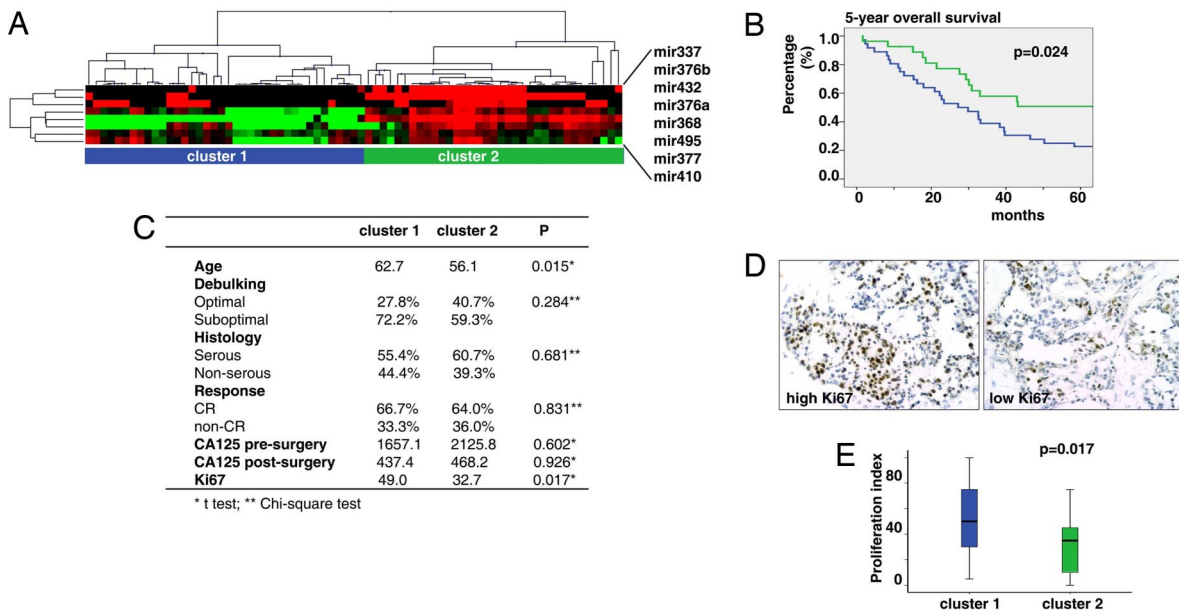 A
mir337
mir376b
mir432
mir376a
mir368
mir495
mir377
mir410
cluster 1
cluster 2
B
5-year overall survival
p=0.024
Percentage
(%)
1.0
0.8
0.6
0.4
0.2
0.0
0 20 40 60
months
C
cluster 1 cluster 2 P
Age 62.7 56.1 0.015*
Debulking
Optimal 27.8% 40.7% 0.284**
Suboptimal 72.2% 59.3%
Histology
Serous 55.4% 60.7% 0.681**
Non-serous 44.4% 39.3%
Response
CR 66.7% 64.0% 0.831**
non-CR 33.3% 36.0%
CA125 pre-surgery 1657.1 2125.8 0.602*
CA125 post-surgery 437.4 468.2 0.926*
Ki67 49.0 32.7 0.017*
* t test; ** Chi-square test
D
high Ki67
low Ki67
E
p=0.017
Proliferation index
80
40
0
cluster 1 cluster 2